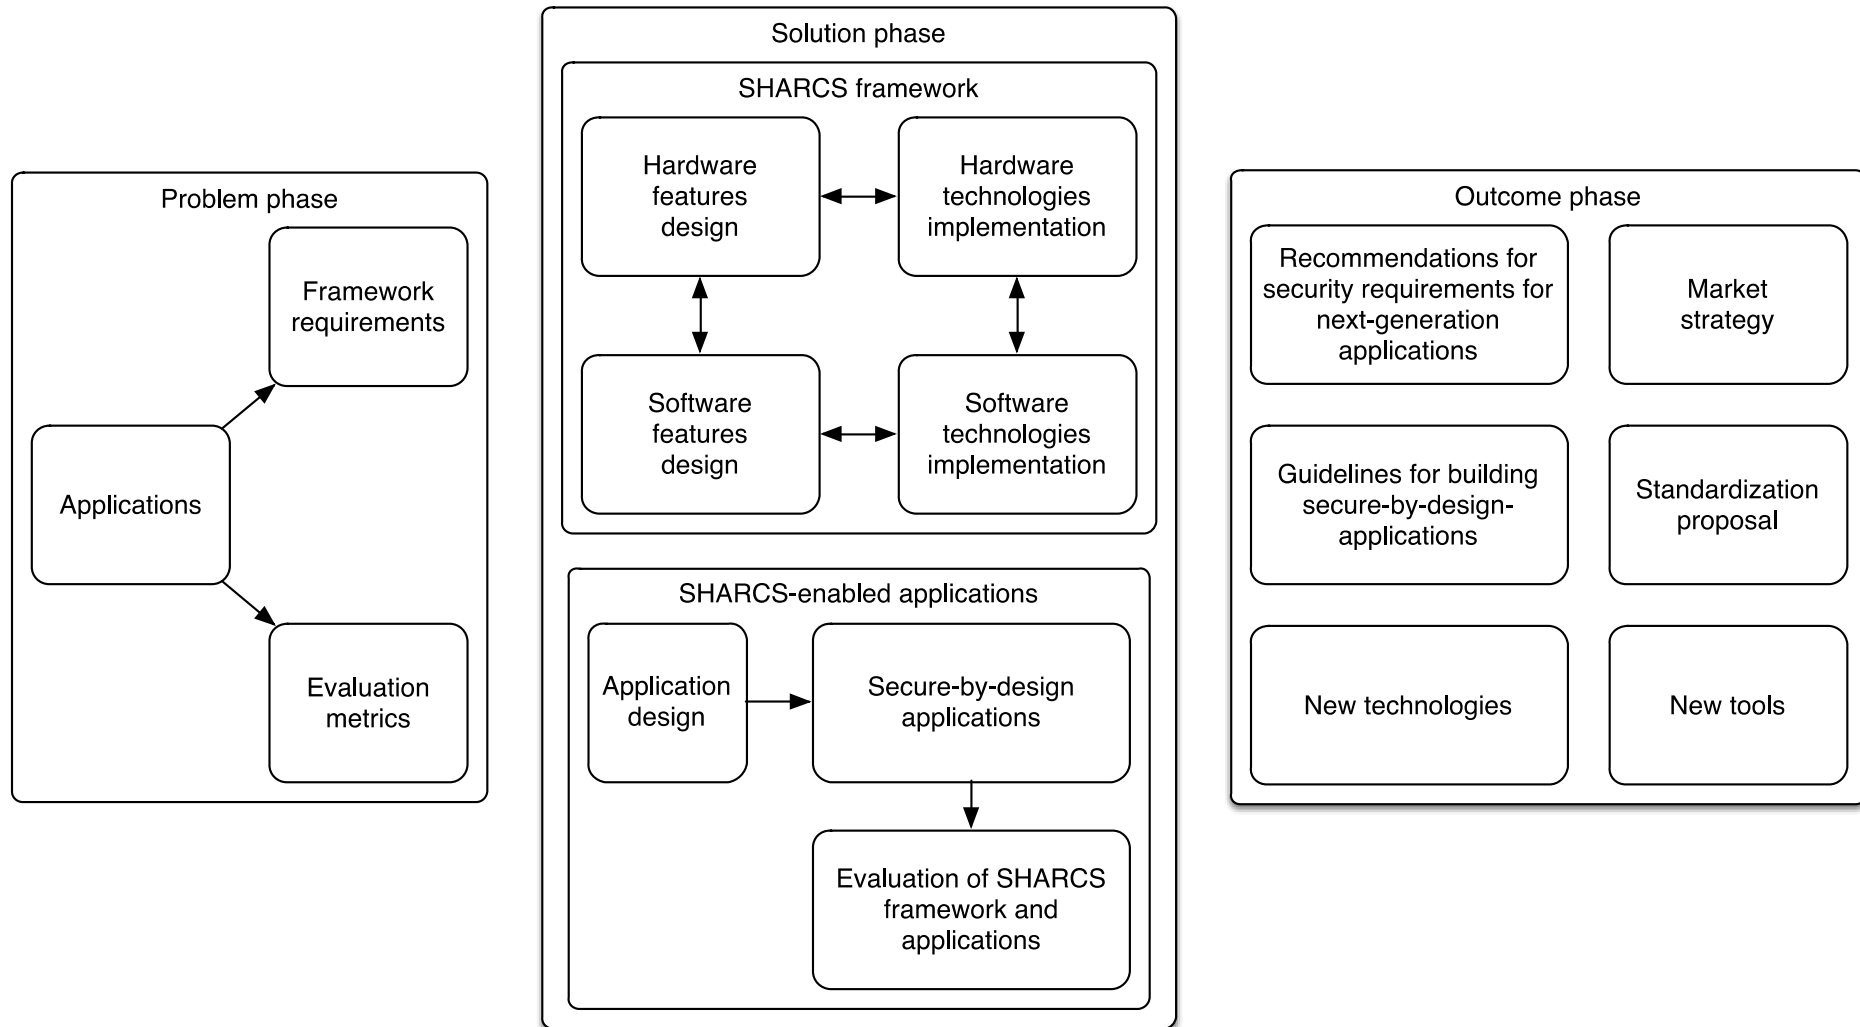 Problem phase
Framework
requirements
Applications
Evaluation
metrics
Solution phase
SHARCS framework
Hardware
features
design
Hardware
technologies
implementation
Software
features
design
Software
technologies
implementation
SHARCS-enabled applications
Application
design
Secure-by-design
applications
Evaluation of SHARCS
framework and
applications
Outcome phase
Recommendations for
security requirements for
next-generation
applications
Market
strategy
Guidelines for building
secure-by-design-
applications
Standardization
proposal
New technologies
New tools